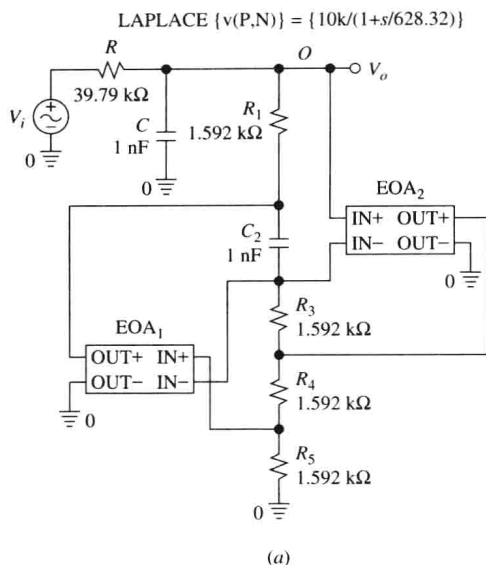 LAPLACE {v(P,N)} = {10k/(1+s/628.32)}
R
O
V_o
39.79 kΩ
R_1
1.592 kΩ
V_i
C
1 nF
0
0
EOA_2
IN+ OUT+
IN− OUT−
0
C_2
1 nF
R_3
1.592 kΩ
EOA_1
OUT+ IN+
OUT− IN−
0
R_4
1.592 kΩ
R_5
1.592 kΩ
0
(a)